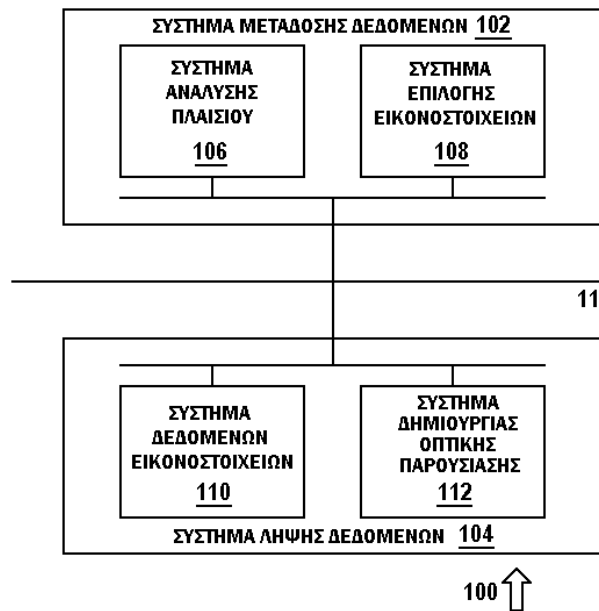 ΣΥΣΤΗΜΑ ΜΕΤΑΔΟΣΗΣ ΔΕΔΟΜΕΝΩΝ 102
ΣΥΣΤΗΜΑ
ΑΝΑΛΥΣΗΣ
ΠΛΑΙΣΙΟΥ
106
ΣΥΣΤΗΜΑ
ΕΠΙΛΟΓΗΣ
ΕΙΚΟΝΟΣΤΟΙΧΕΙΩΝ
108
11
ΣΥΣΤΗΜΑ
ΔΕΔΟΜΕΝΩΝ
ΕΙΚΟΝΟΣΤΟΙΧΕΙΩΝ
110
ΣΥΣΤΗΜΑ
ΔΗΜΙΟΥΡΓΙΑΣ
ΟΠΤΙΚΗΣ
ΠΑΡΟΥΣΙΑΣΗΣ
112
ΣΥΣΤΗΜΑ ΛΗΨΗΣ ΔΕΔΟΜΕΝΩΝ 104
100